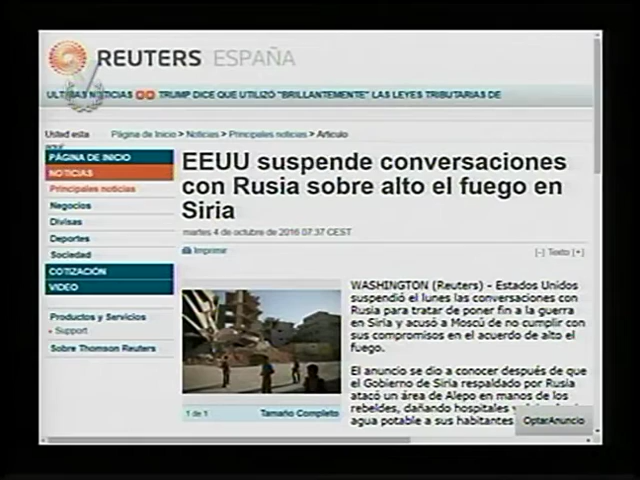 REUTERS ESPAÑA
ULTIMAS NOTICIAS TRUMP DICE QUE UTILIZÓ "BRILLANTEMENTE" LAS LEYES TRIBUTARIAS DE
Usted esta aquí
Página de Inicio > Noticias > Principales noticias > Artículo
PÁGINA DE INICIO
NOTICIAS
Principales noticias
Negocios
Divisas
Deportes
Sociedad
COTIZACIÓN
VIDEO
Productos y Servicios
Support
Sobre Thomson Reuters
EEUU suspende conversaciones
con Rusia sobre alto el fuego en
Siria
martes 4 de octubre de 2016 07:37 CEST
Imprimir
[-] Texto [+]
1 de 1
Tamaño Completo
WASHINGTON (Reuters) - Estados Unidos
suspendió el lunes las conversaciones con
Rusia para tratar de poner fin a la guerra
en Siria y acusó a Moscú de no cumplir con
sus compromisos en el acuerdo de alto el
fuego.
El anuncio se dio a conocer después de que
el Gobierno de Siria respaldado por Rusia
atacó un área de Alepo en manos de los
rebeldes, dañando hospitales y
agua potable a sus habitantes
OptarAnuncio